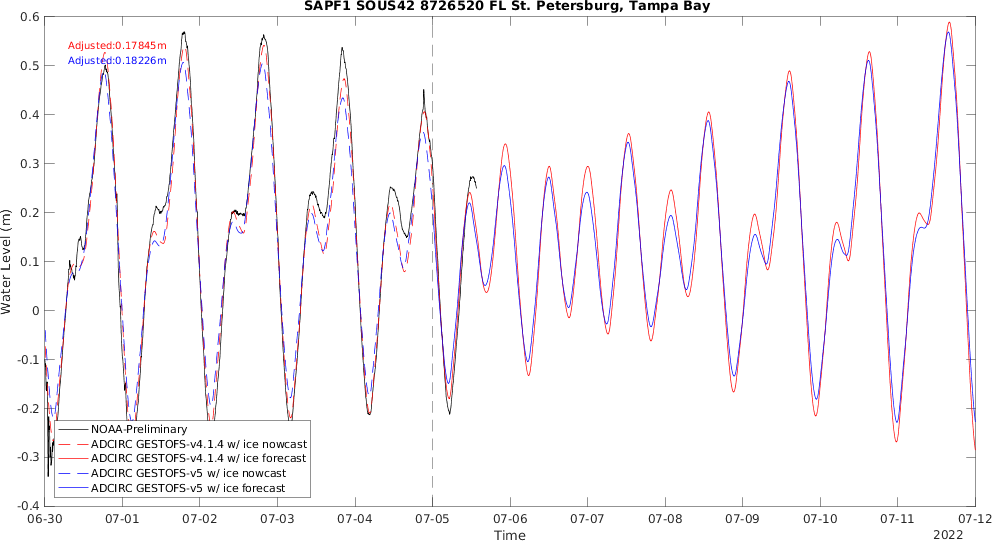 SAPF1 SOUS42 8726520 FL St. Petersburg, Tampa Bay
Adjusted:0.17845m
Adjusted:0.18226m
Water Level (m)
0.6
0.5
0.4
0.3
0.2
0.1
0
-0.1
-0.2
-0.3
-0.4
NOAA-Preliminary
ADCIRC GESTOFS-v4.1.4 w/ ice nowcast
ADCIRC GESTOFS-v4.1.4 w/ ice forecast
ADCIRC GESTOFS-v5 w/ ice nowcast
ADCIRC GESTOFS-v5 w/ ice forecast
06-30 07-01 07-02 07-03 07-04 07-05 07-06 07-07 07-08 07-09 07-10 07-11 07-12
Time
2022